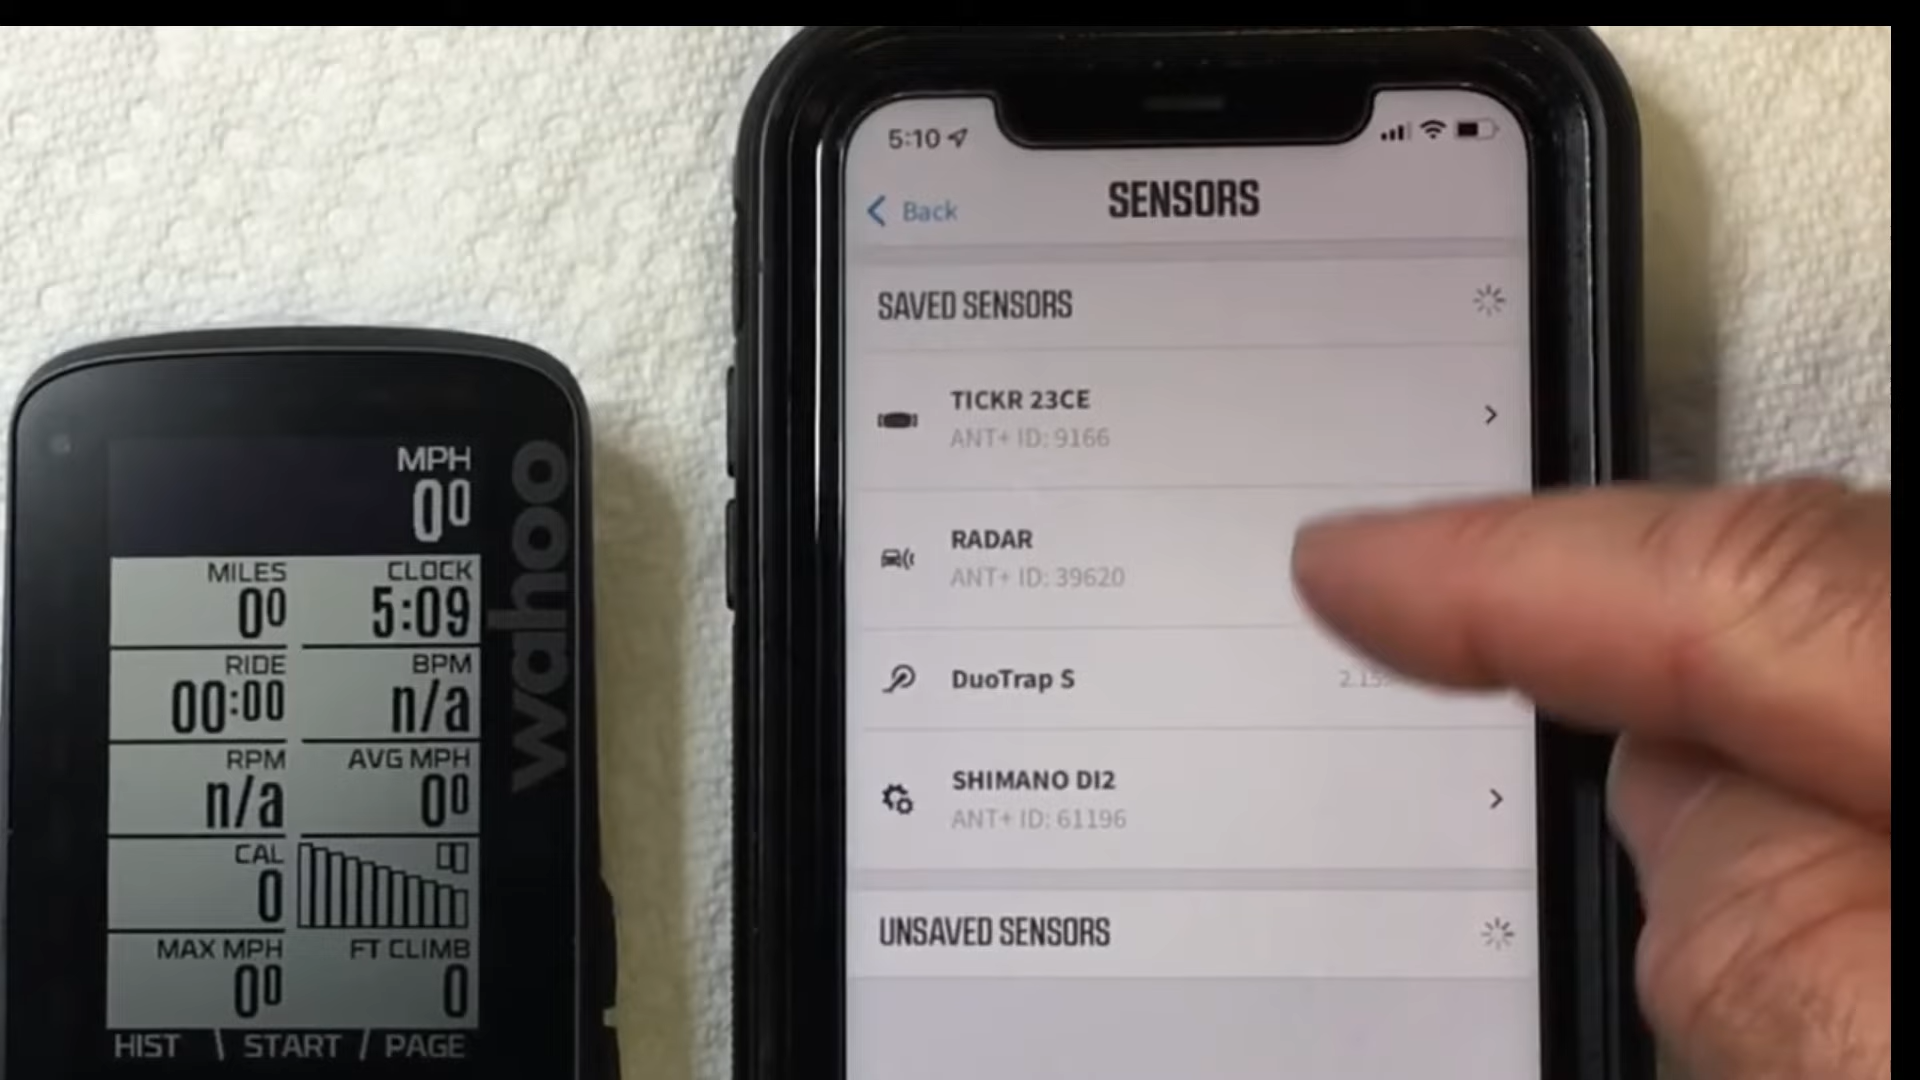 MPH
0⁰
MILES
0⁰
CLOCK
5:09
RIDE
00:00
BPM
n/a
RPM
n/a
AVG MPH
0⁰
CAL
0
MAX MPH
0⁰
FT CLIMB
0
HIST \ START / PAGE
wahoo
5:10
Back
SENSORS
SAVED SENSORS
TICKR 23CE
ANT+ ID: 9166
RADAR
ANT+ ID: 39620
DuoTrap S
SHIMANO DI2
ANT+ ID: 61196
UNSAVED SENSORS